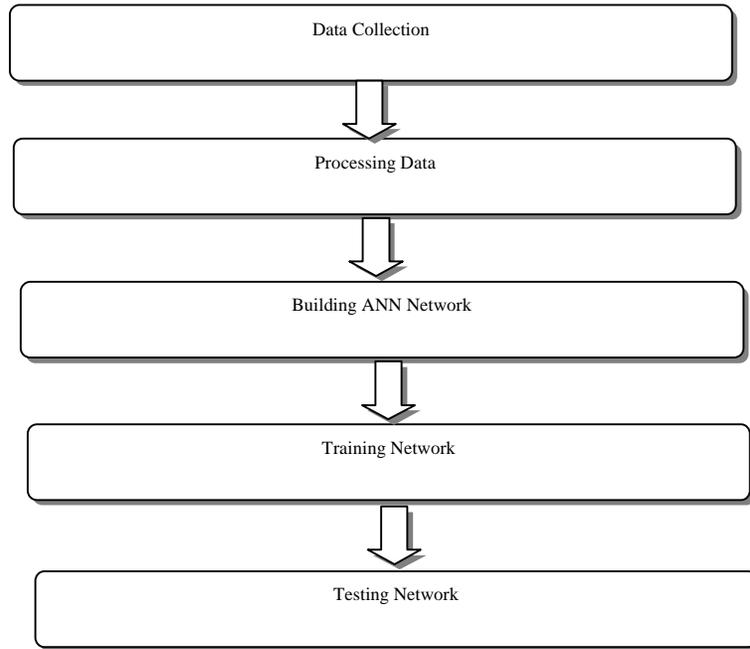 Data Collection
Processing Data
Building ANN Network
Training Network
Testing Network